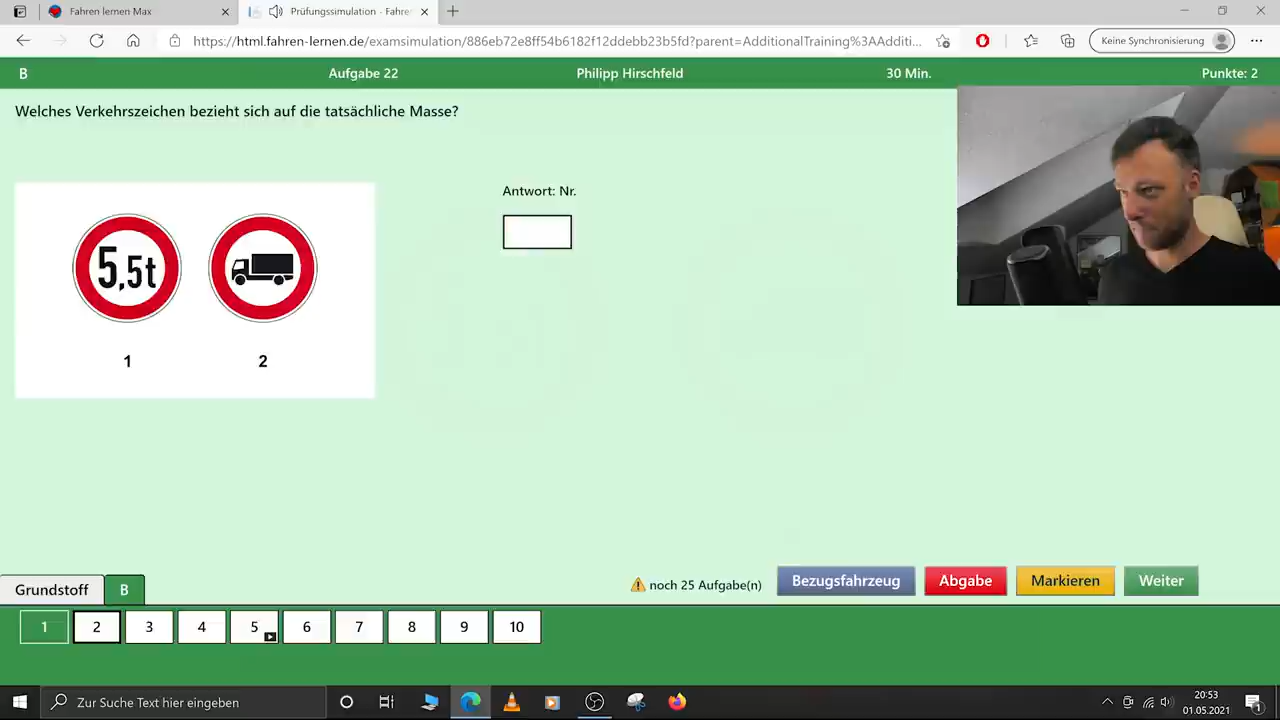 Fahren lernen Max
Prüfungssimulation - Fahre
https://html.fahren-lernen.de/examsimulation/886eb72e8ff54b6182f12ddebb23b5fd?parent=AdditionalTraining%3AAdditi...
Keine Synchronisierung
B
Aufgabe 22
Philipp Hirschfeld
30 Min.
Punkte: 2
Welches Verkehrszeichen bezieht sich auf die tatsächliche Masse?
Antwort: Nr.
5,5t
1
2
noch 25 Aufgabe(n)
Bezugsfahrzeug
Abgabe
Markieren
Weiter
Grundstoff
B
1
2
3
4
5
6
7
8
9
10
Zur Suche Text hier eingeben
20:53
01.05.2021